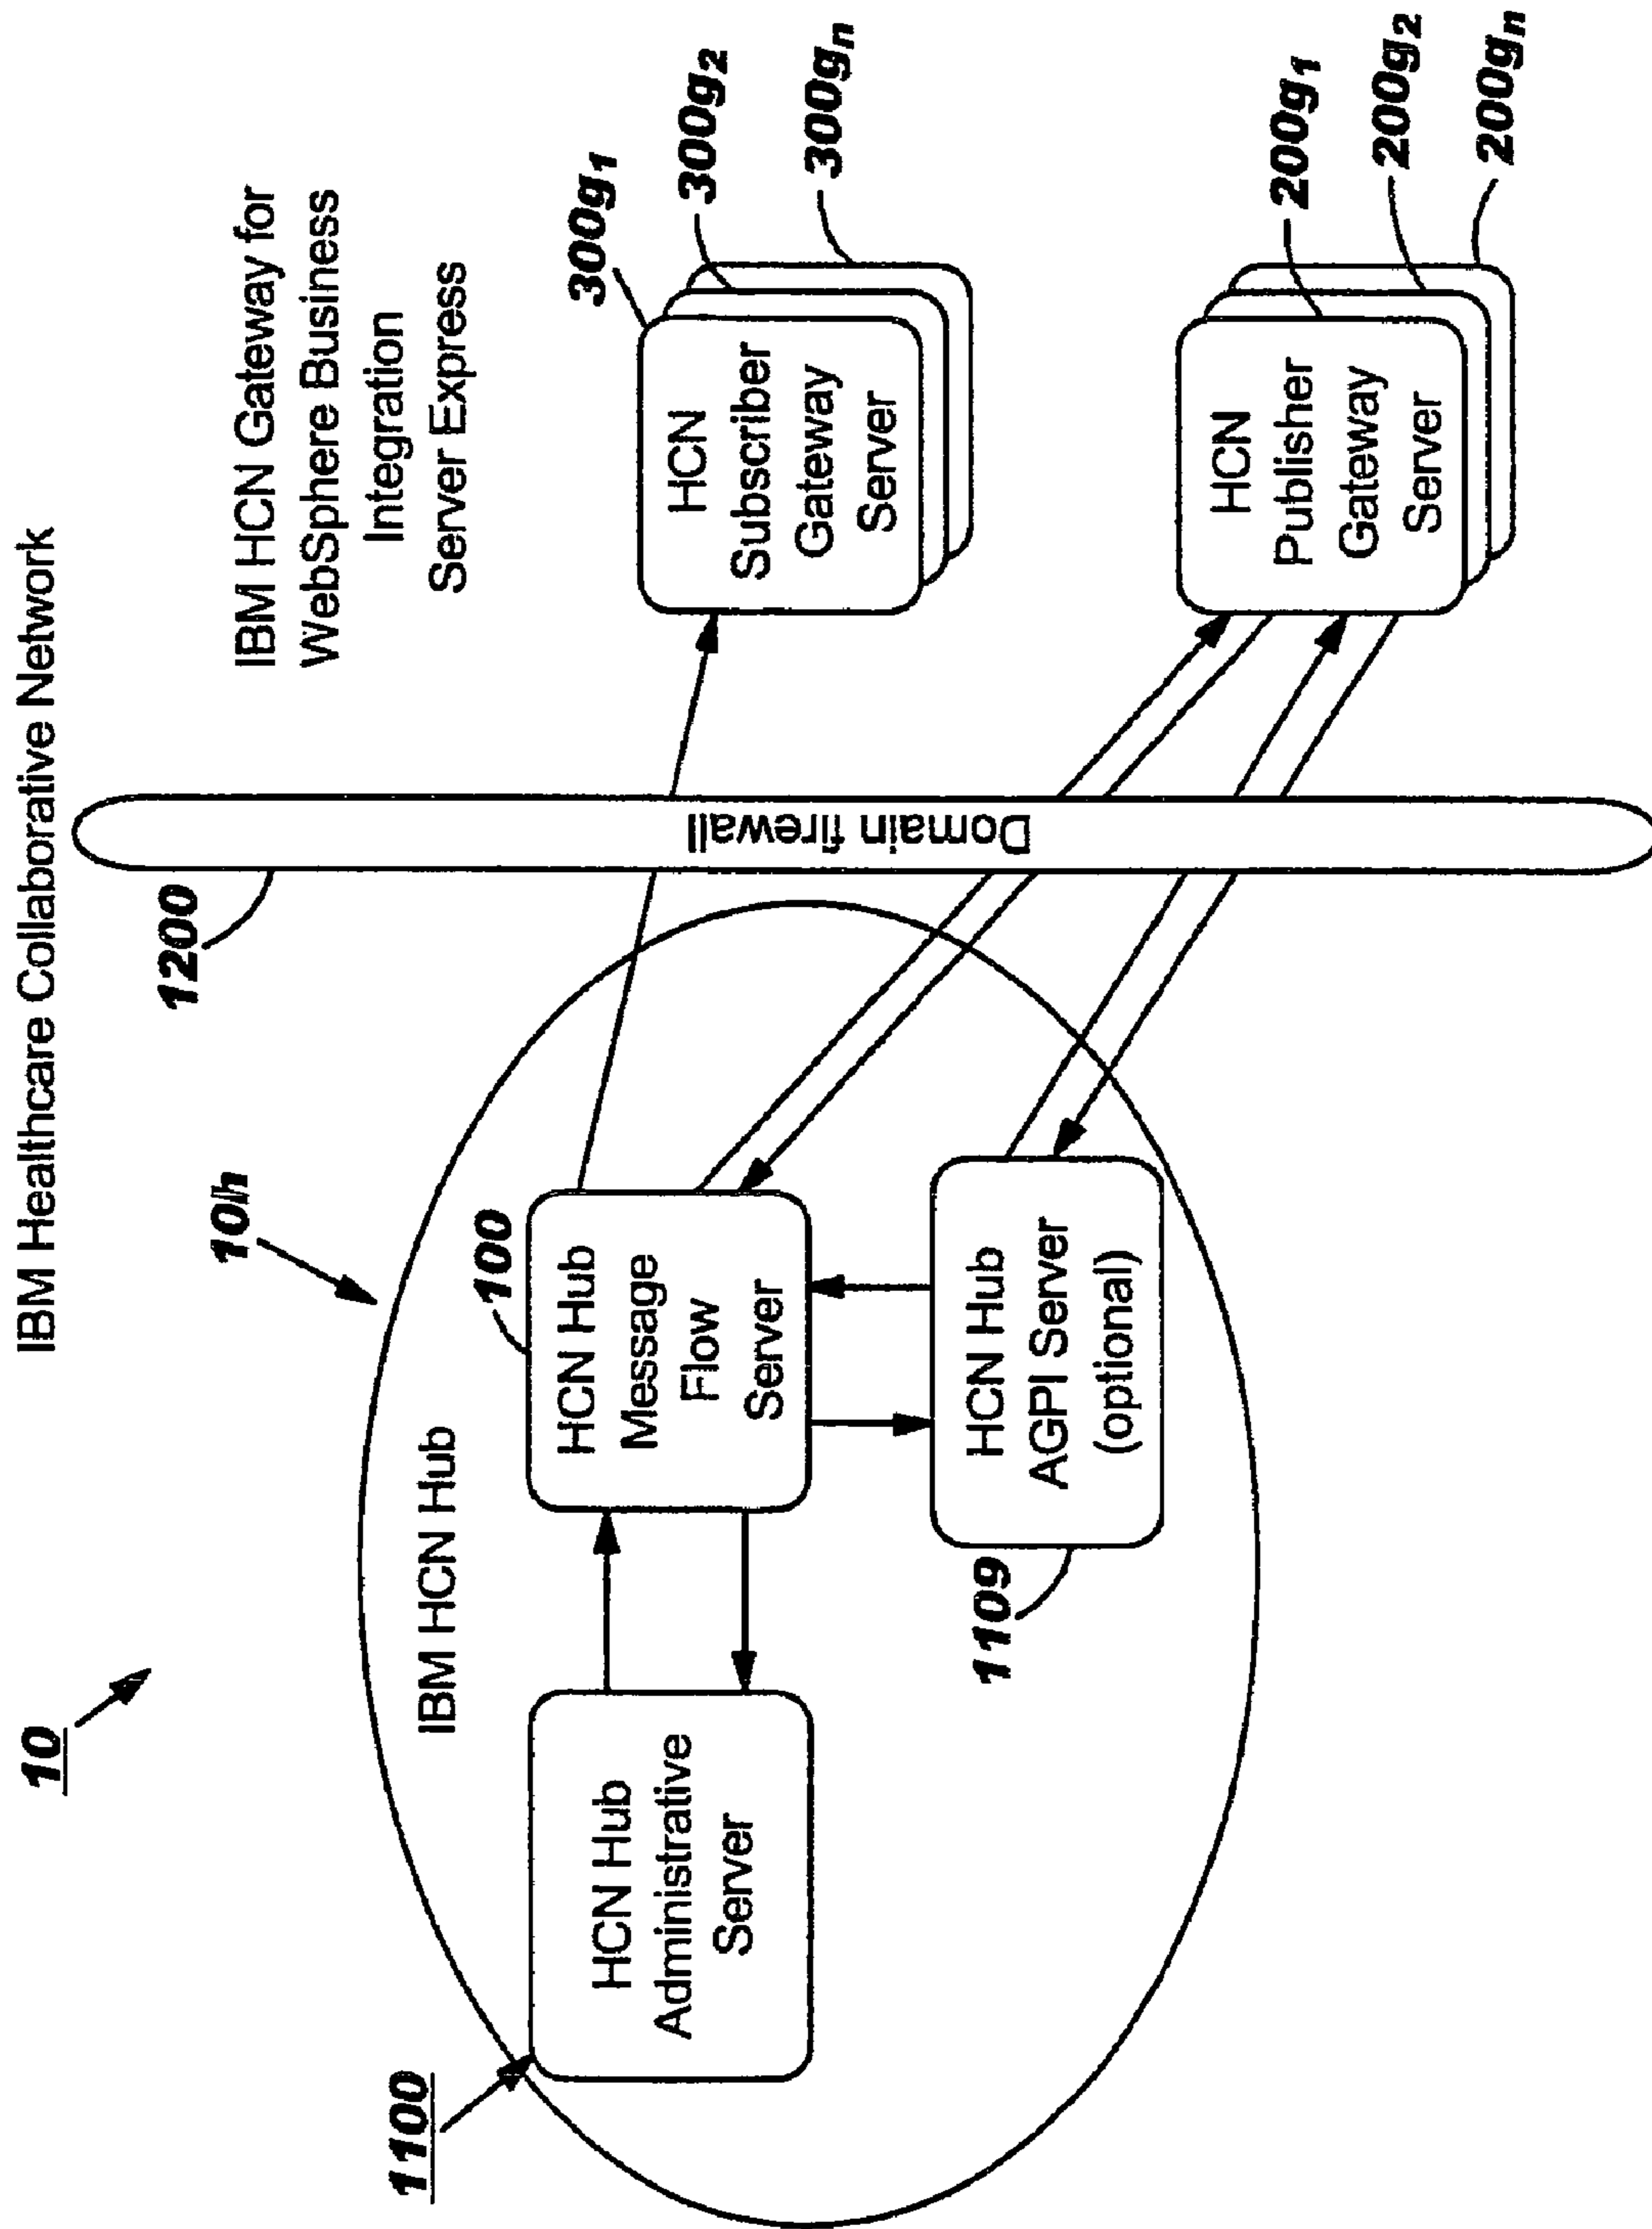 IBM Healthcare Collaborative Network
10
IBM HCN Gateway for
WebSphere Business
Integration
Server Express
1200
10h
IBM HCN Hub
1100
HCN Hub
Administrative
Server
100
HCN Hub
Message
Flow
Server
1109
HCN Hub
AGPI Server
(optional)
Domain firewall
300g1
300g2
300gn
HCN
Subscriber
Gateway
Server
200g1
200g2
200gn
HCN
Publisher
Gateway
Server